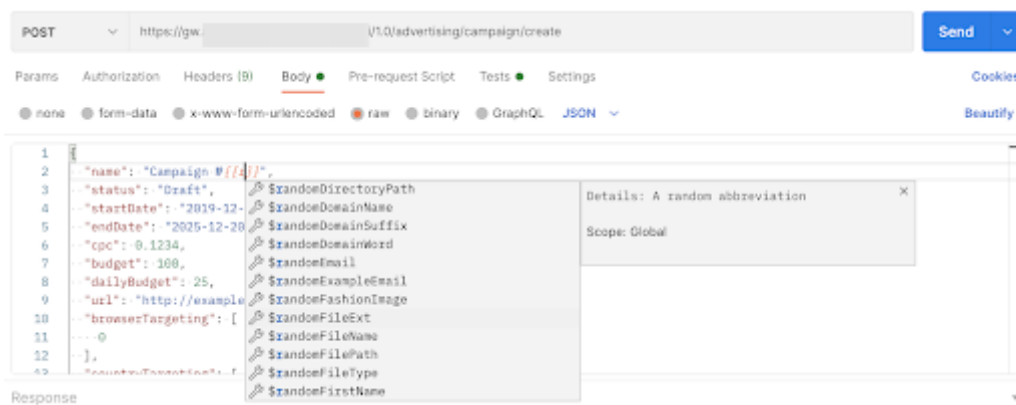 POST https://gw. i/1.0/advertising/campaign/create Send
Params Authorization Headers (9) Body Pre-request Script Tests Settings Cookies
none form-data x-www-form-urlencoded raw binary GraphQL JSON Beautify
1 {
2 "name": "Campaign #{{r}}",
3 "status": "Draft",
4 "startDate": "2019-12-
5 "endDate": "2025-12-20
6 "cpc": 0.1234,
7 "budget": 100,
8 "dailyBudget": 25,
9 "url": "http://example
10 "browserTargeting": [
11 0
12 ],
13 "countryTargeting": [
$randomDirectoryPath
$randomDomainName
$randomDomainSuffix
$randomDomainWord
$randomEmail
$randomExampleEmail
$randomFashionImage
$randomFileExt
$randomFileName
$randomFilePath
$randomFileType
$randomFirstName
Details: A random abbreviation
Scope: Global
Response